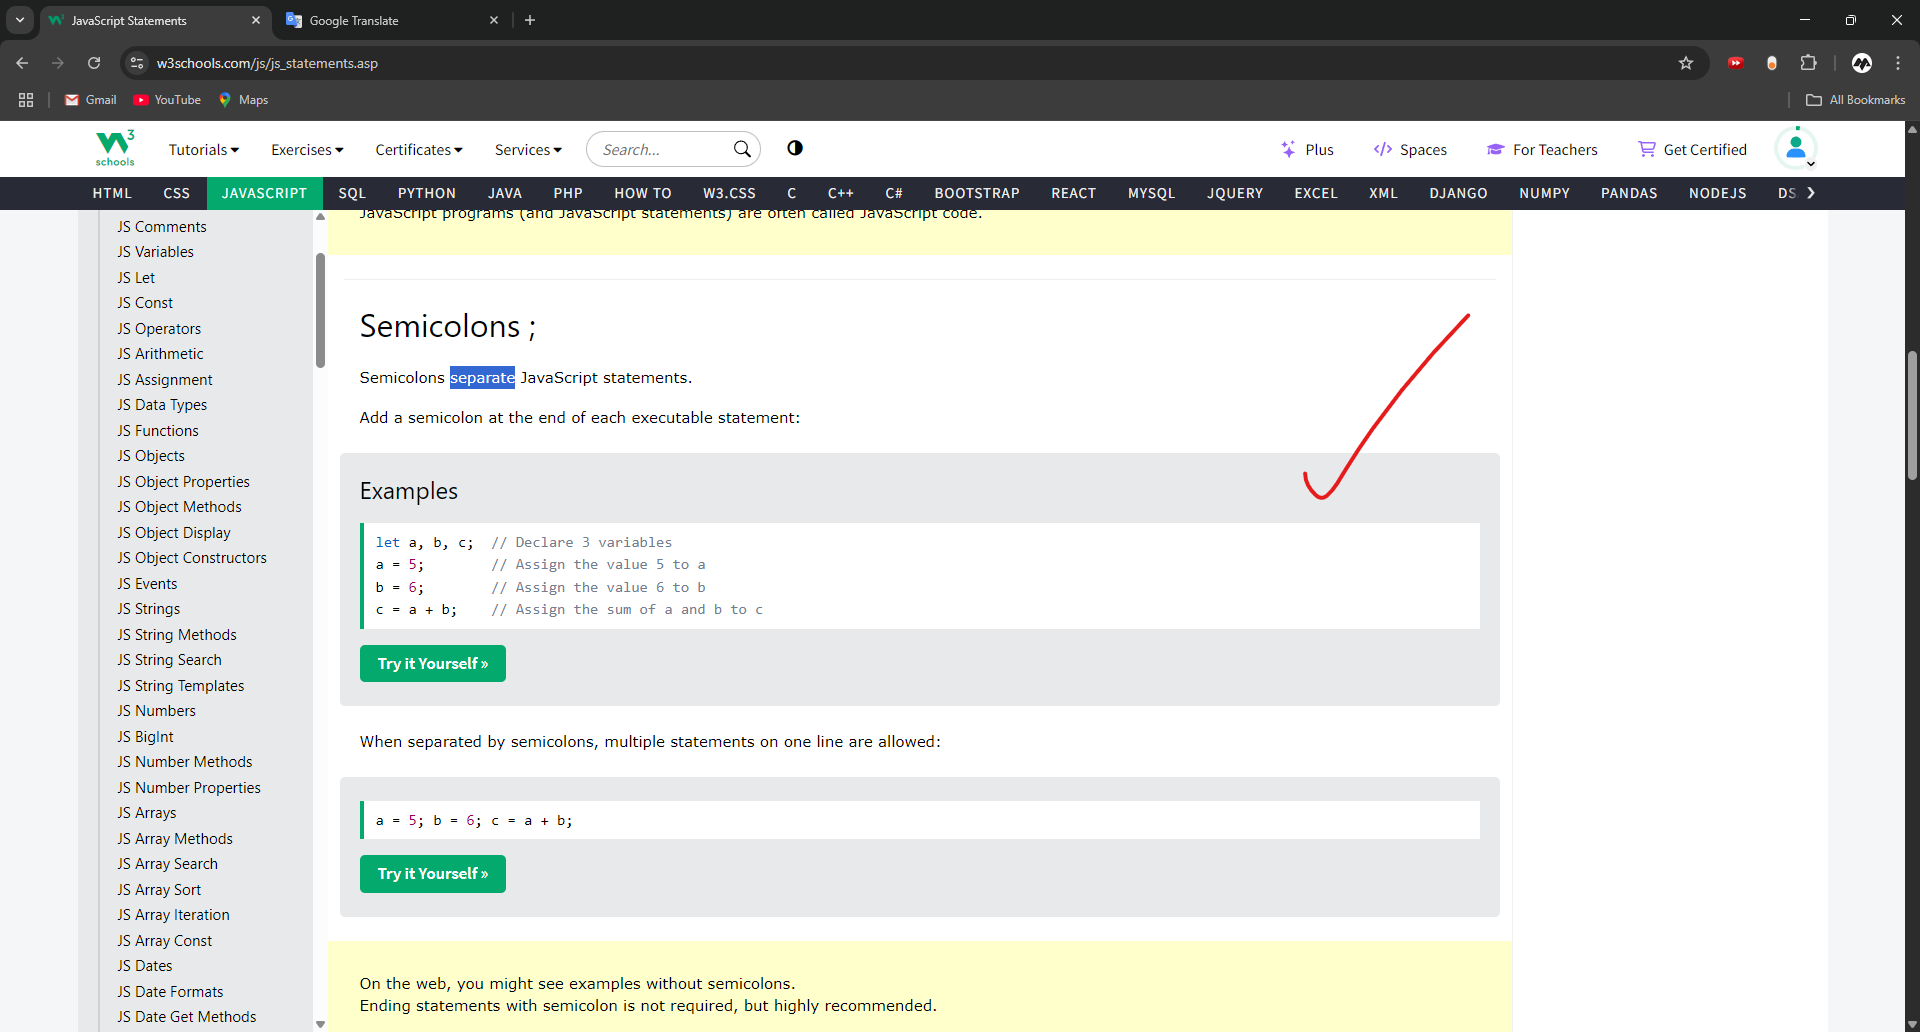 JavaScript Statements
Google Translate
w3schools.com/js/js_statements.asp
Gmail
YouTube
Maps
All Bookmarks
W3 schools
Tutorials
Exercises
Certificates
Services
Search...
Plus
Spaces
For Teachers
Get Certified
HTML CSS JAVASCRIPT SQL PYTHON JAVA PHP HOW TO W3.CSS C C++ C# BOOTSTRAP REACT MYSQL JQUERY EXCEL XML DJANGO NUMPY PANDAS NODEJS DS
JS Comments
JS Variables
JS Let
JS Const
JS Operators
JS Arithmetic
JS Assignment
JS Data Types
JS Functions
JS Objects
JS Object Properties
JS Object Methods
JS Object Display
JS Object Constructors
JS Events
JS Strings
JS String Methods
JS String Search
JS String Templates
JS Numbers
JS BigInt
JS Number Methods
JS Number Properties
JS Arrays
JS Array Methods
JS Array Search
JS Array Sort
JS Array Iteration
JS Array Const
JS Dates
JS Date Formats
JS Date Get Methods
JavaScript programs (and JavaScript statements) are often called JavaScript code.
Semicolons ;
Semicolons separate JavaScript statements.
Add a semicolon at the end of each executable statement:
Examples
let a, b, c;  // Declare 3 variables
a = 5;        // Assign the value 5 to a
b = 6;        // Assign the value 6 to b
c = a + b;    // Assign the sum of a and b to c
Try it Yourself »
When separated by semicolons, multiple statements on one line are allowed:
a = 5; b = 6; c = a + b;
Try it Yourself »
On the web, you might see examples without semicolons.
Ending statements with semicolon is not required, but highly recommended.